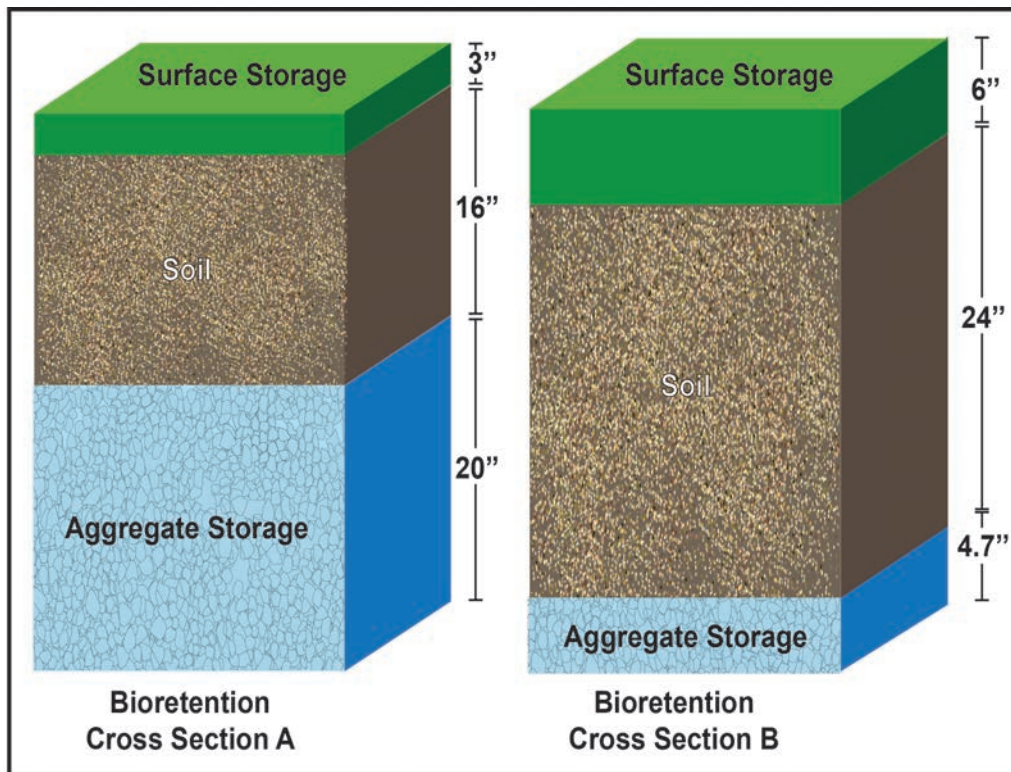 Surface Storage
3”
16”
Soil
20”
Aggregate Storage
Bioretention
Cross Section A
Surface Storage
6”
24”
Soil
4.7”
Aggregate Storage
Bioretention
Cross Section B